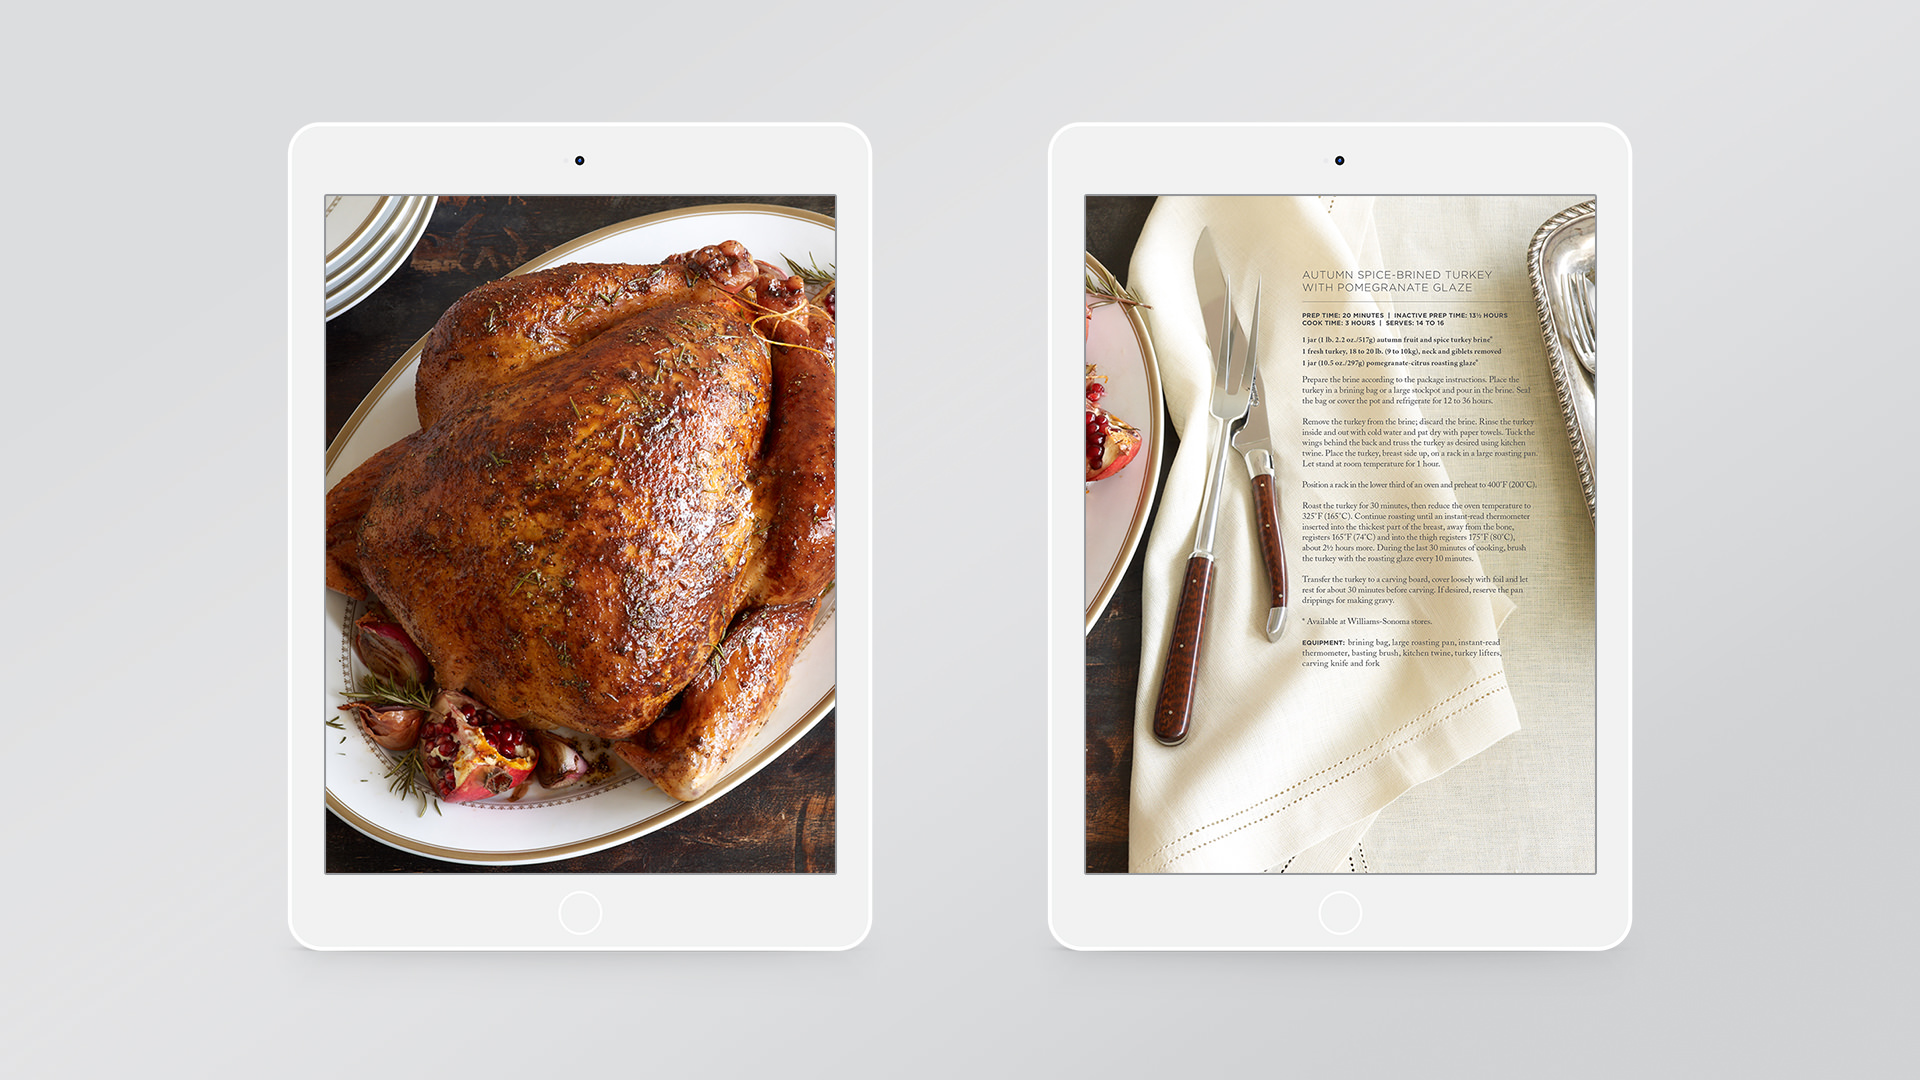 AUTUMN SPICE-BRINED TURKEY
WITH POMEGRANATE GLAZE
PREP TIME: 20 MINUTES | INACTIVE PREP TIME: 13½ HOURS
COOK TIME: 3 HOURS | SERVES: 14 TO 16
1 jar (1 lb. 2.2 oz./517g) autumn fruit and spice turkey brine*
1 fresh turkey, 18 to 20 lb. (9 to 10kg), neck and giblets removed
1 jar (10.5 oz./297g) pomegranate-citrus roasting glaze*
Prepare the brine according to the package instructions. Place the
turkey in a brining bag or a large stockpot and pour in the brine. Seal
the bag or cover the pot and refrigerate for 12 to 36 hours.
Remove the turkey from the brine; discard the brine. Rinse the turkey
inside and out with cold water and pat dry with paper towels. Tuck the
wings behind the back and truss the turkey as desired using kitchen
twine. Place the turkey, breast side up, on a rack in a large roasting pan.
Let stand at room temperature for 1 hour.
Position a rack in the lower third of an oven and preheat to 400°F (200°C).
Roast the turkey for 30 minutes, then reduce the oven temperature to
325°F (165°C). Continue roasting until an instant-read thermometer
inserted into the thickest part of the breast, away from the bone,
registers 165°F (74°C) and into the thigh registers 175°F (80°C),
about 2½ hours more. During the last 30 minutes of cooking, brush
the turkey with the roasting glaze every 10 minutes.
Transfer the turkey to a carving board, cover loosely with foil and let
rest for about 30 minutes before carving. If desired, reserve the pan
drippings for making gravy.
* Available at Williams-Sonoma stores.
EQUIPMENT: brining bag, large roasting pan, instant-read
thermometer, basting brush, kitchen twine, turkey lifters,
carving knife and fork